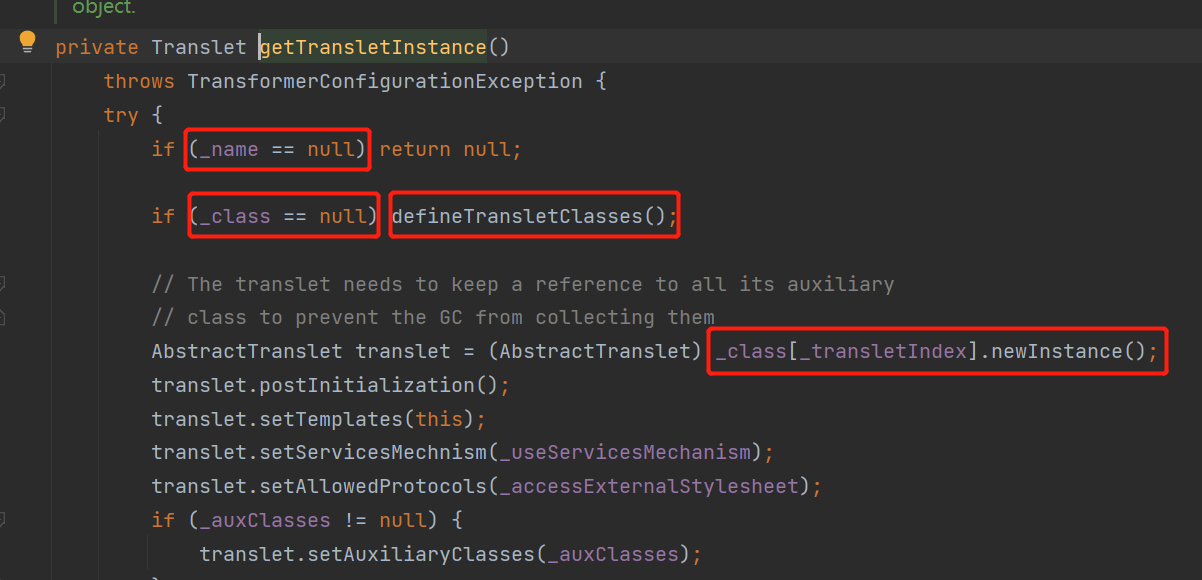 object.
private Translet getTransletInstance()
throws TransformerConfigurationException {
try {
if (_name == null) return null;
if (_class == null) defineTransletClasses();
// The translet needs to keep a reference to all its auxiliary
// class to prevent the GC from collecting them
AbstractTranslet translet = (AbstractTranslet) _class[_transletIndex].newInstance();
translet.postInitialization();
translet.setTemplates(this);
translet.setServicesMechnism(_useServicesMechanism);
translet.setAllowedProtocols(_accessExternalStylesheet);
if (_auxClasses != null) {
translet.setAuxiliaryClasses(_auxClasses);